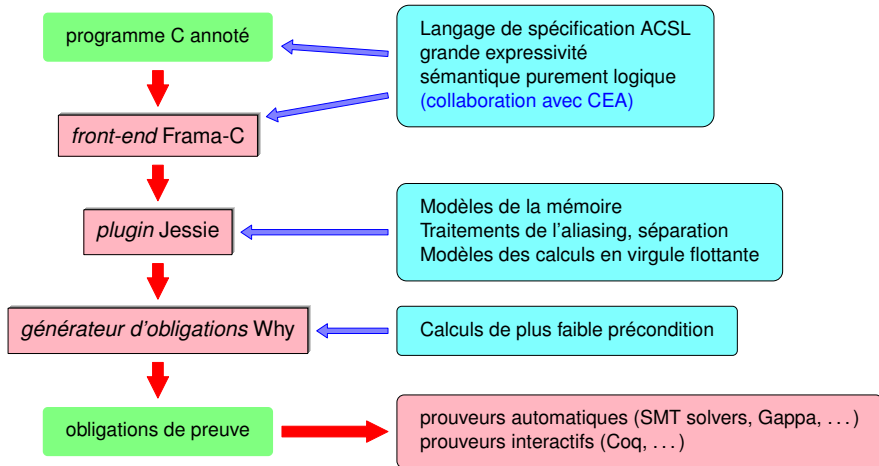 programme C annoté
Langage de spécification ACSL
grande expressivité
sémantique purement logique
(collaboration avec CEA)
front-end Frama-C
plugin Jessie
Modèles de la mémoire
Traitements de l'aliasing, séparation
Modèles des calculs en virgule flottante
générateur d'obligations Why
Calculs de plus faible précondition
obligations de preuve
prouveurs automatiques (SMT solvers, Gappa, ...)
prouveurs interactifs (Coq, ...)